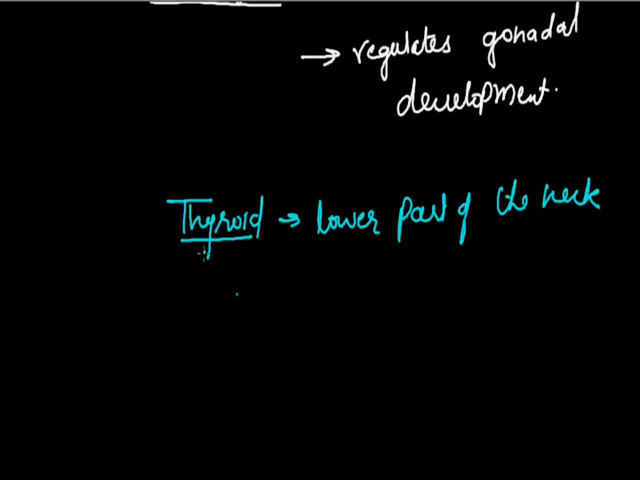 → regulates gonadal
development.
Thyroid → lower part of the neck